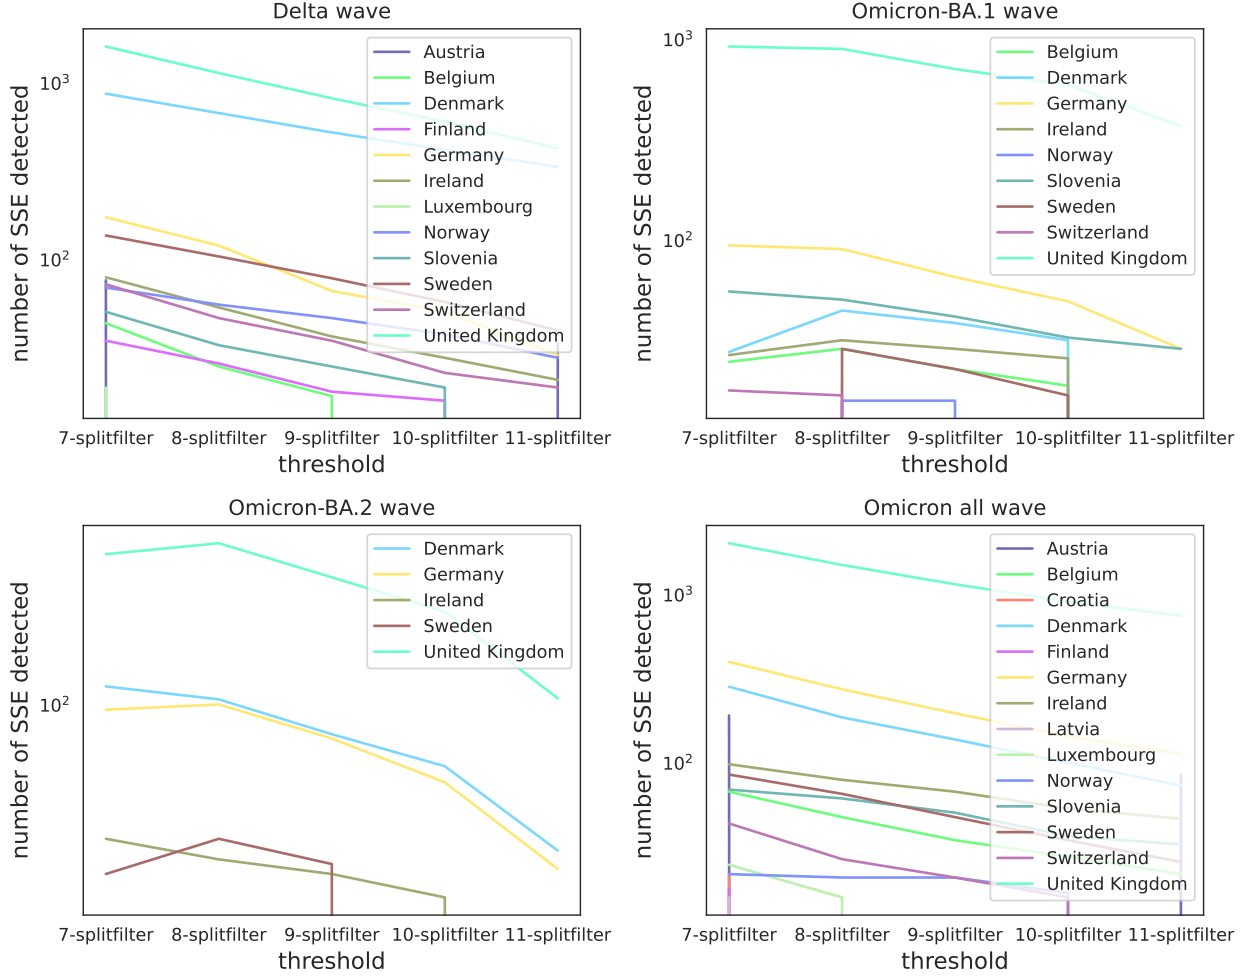 Delta wave
number of SSE detected
10³
10²
Austria
Belgium
Denmark
Finland
Germany
Ireland
Luxembourg
Norway
Slovenia
Sweden
Switzerland
United Kingdom
7-splitfilter 8-splitfilter 9-splitfilter 10-splitfilter 11-splitfilter
threshold
Omicron-BA.1 wave
number of SSE detected
10³
10²
Belgium
Denmark
Germany
Ireland
Norway
Slovenia
Sweden
Switzerland
United Kingdom
7-splitfilter 8-splitfilter 9-splitfilter 10-splitfilter 11-splitfilter
threshold
Omicron-BA.2 wave
number of SSE detected
10²
Denmark
Germany
Ireland
Sweden
United Kingdom
7-splitfilter 8-splitfilter 9-splitfilter 10-splitfilter 11-splitfilter
threshold
Omicron all wave
number of SSE detected
10³
10²
Austria
Belgium
Croatia
Denmark
Finland
Germany
Ireland
Latvia
Luxembourg
Norway
Slovenia
Sweden
Switzerland
United Kingdom
7-splitfilter 8-splitfilter 9-splitfilter 10-splitfilter 11-splitfilter
threshold